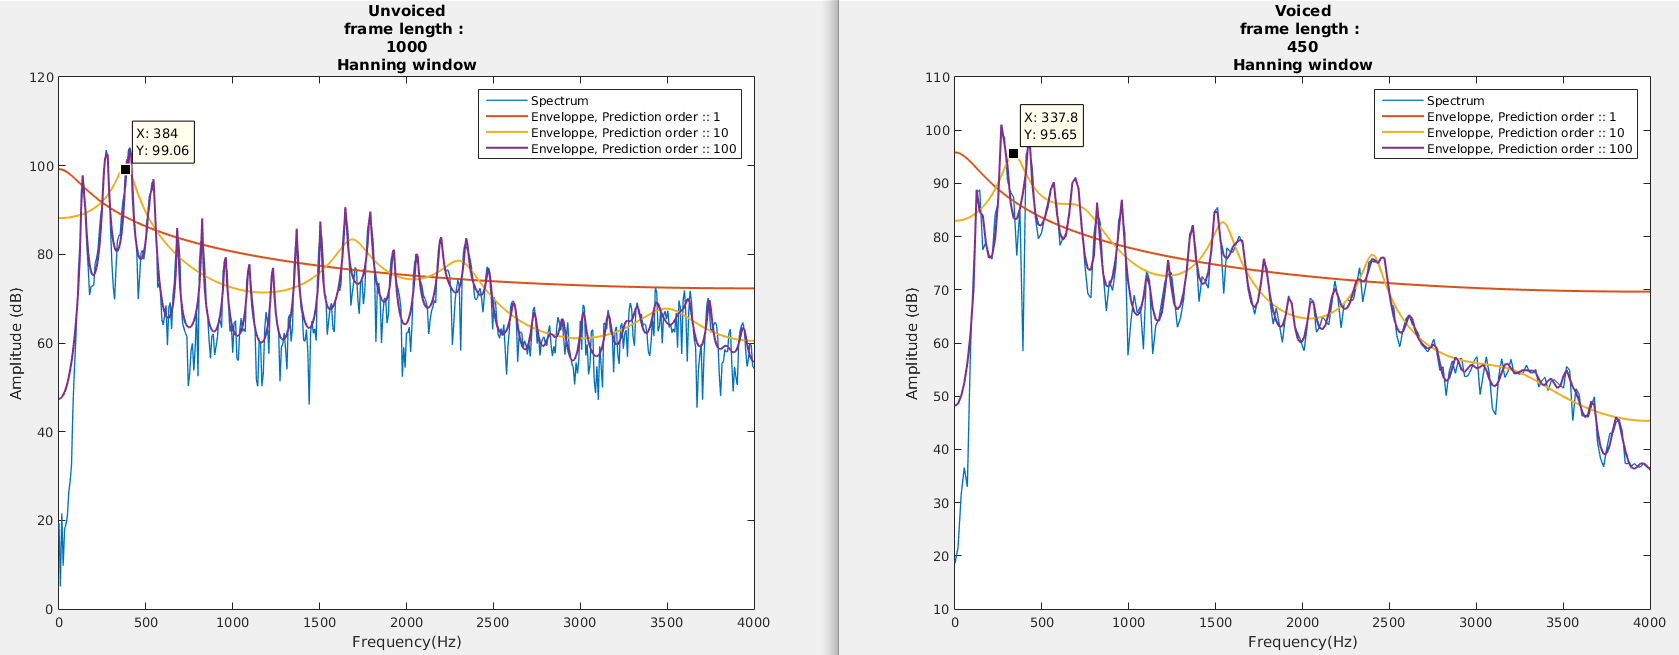 Unvoiced
frame length :
1000
Hanning window
120
100
80
60
40
20
0
0 500 1000 1500 2000 2500 3000 3500 4000
Amplitude (dB)
Frequency(Hz)
X: 384
Y: 99.06
Spectrum
Enveloppe, Prediction order :: 1
Enveloppe, Prediction order :: 10
Enveloppe, Prediction order :: 100
Voiced
frame length :
450
Hanning window
110
100
90
80
70
60
50
40
30
20
10
0 500 1000 1500 2000 2500 3000 3500 4000
Amplitude (dB)
Frequency(Hz)
X: 337.8
Y: 95.65
Spectrum
Enveloppe, Prediction order :: 1
Enveloppe, Prediction order :: 10
Enveloppe, Prediction order :: 100